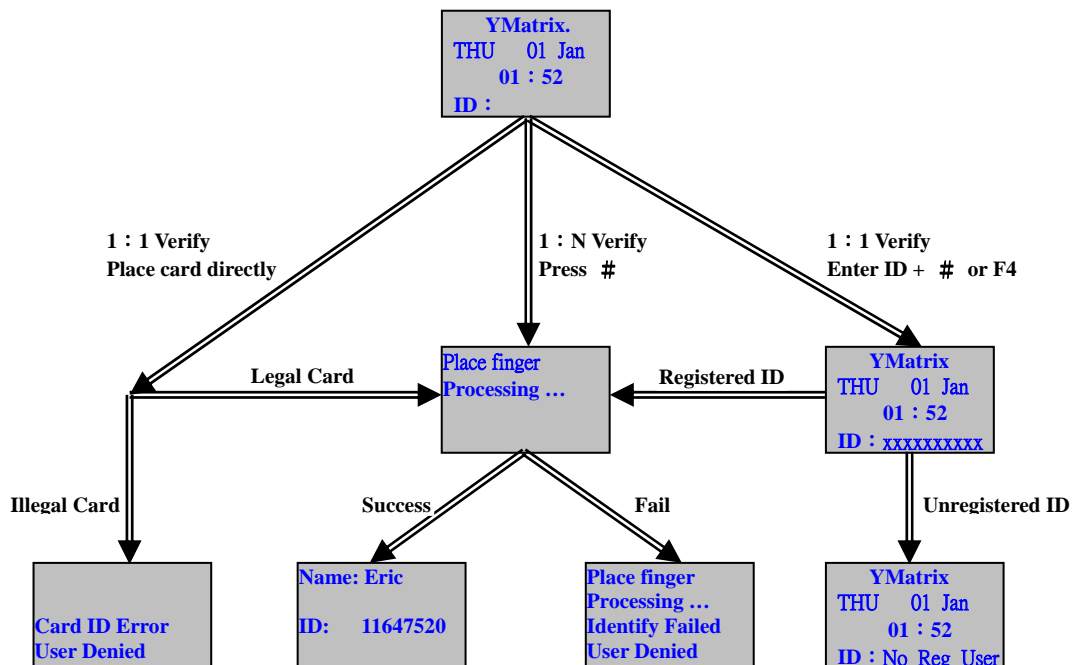 YMatrix.
THU 01 Jan
01：52
ID：
1：1 Verify
Place card directly
1：N Verify
Press ＃
1：1 Verify
Enter ID + ＃ or F4
Legal Card
Place finger
Processing …
Registered ID
YMatrix
THU 01 Jan
01：52
ID：xxxxxxxxxx
Illegal Card
Success
Fail
Unregistered ID
Card ID Error
User Denied
Name: Eric
ID: 11647520
Place finger
Processing …
Identify Failed
User Denied
YMatrix
THU 01 Jan
01：52
ID：No Reg User